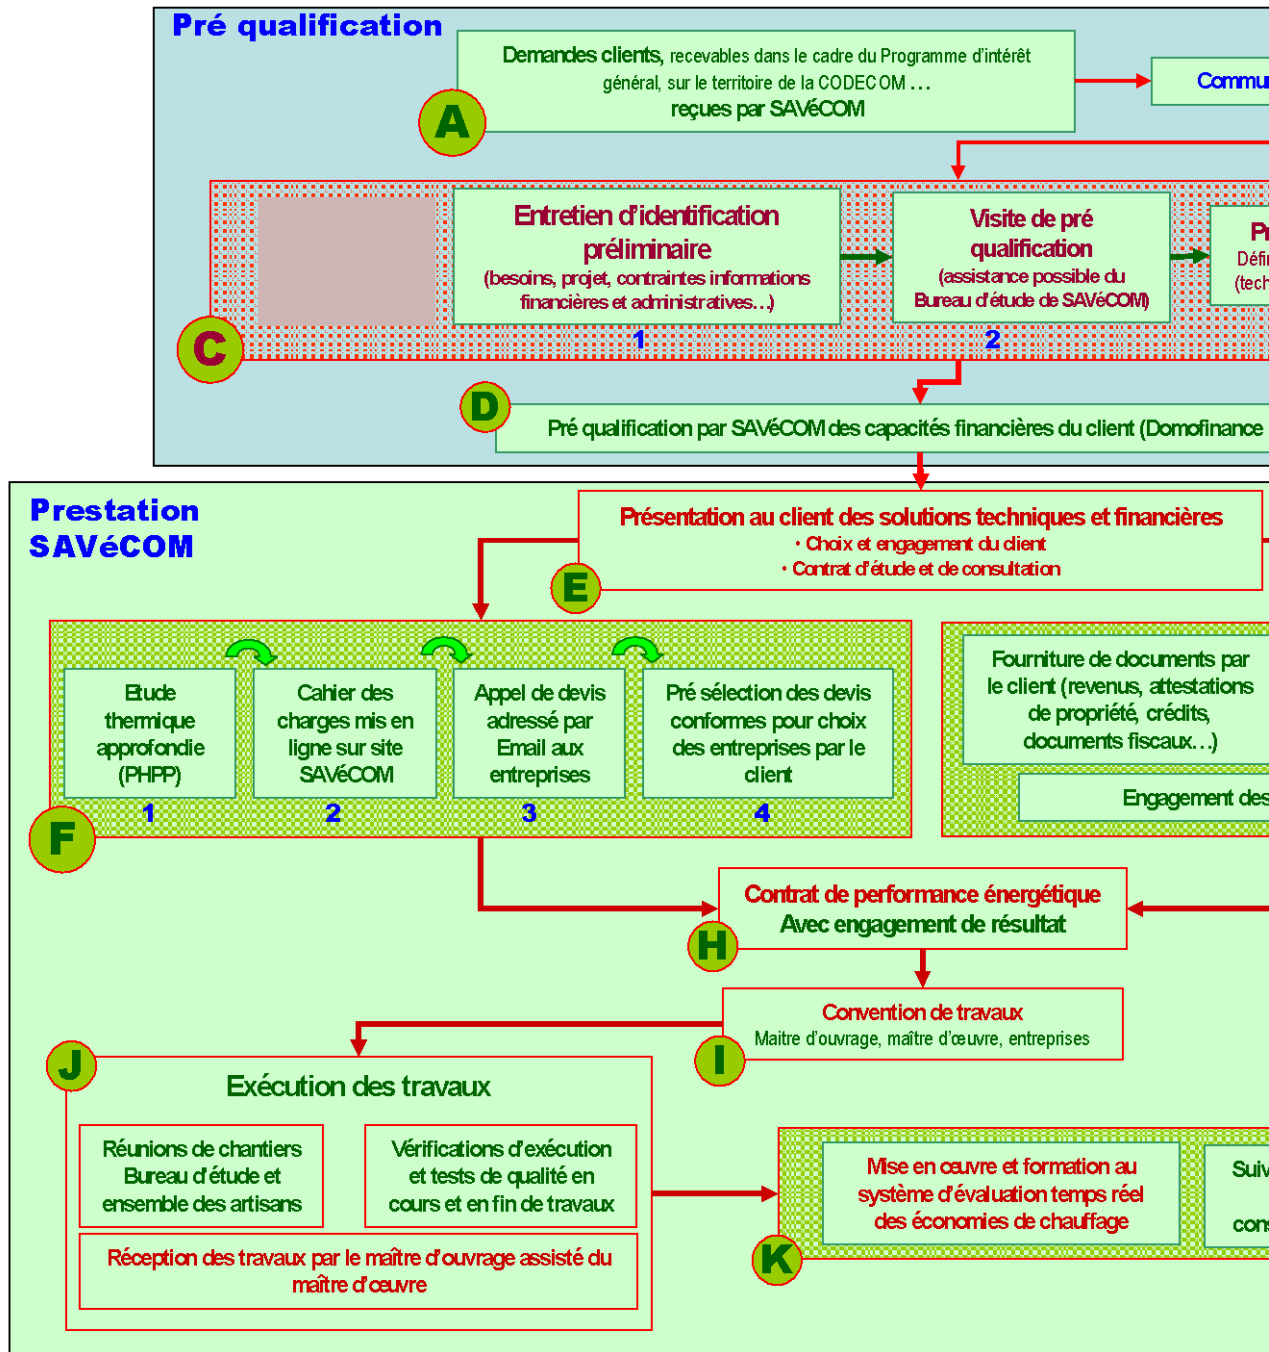 Pré qualification
Demandes clients, recevables dans le cadre du Programme d'intérêt
général, sur le territoire de la CODECOM …
reçues par SAVéCOM
A
Entretien d'identification
préliminaire
(besoins, projet, contraintes informations
financières et administratives…)
1
Visite de pré
qualification
(assistance possible du
Bureau d'étude de SAVéCOM)
2
C
D
Pré qualification par SAVéCOM des capacités financières du client (Domofinance
Prestation
SAVéCOM
Présentation au client des solutions techniques et financières
• Choix et engagement du client
• Contrat d'étude et de consultation
E
Etude
thermique
approfondie
(PHPP)
1
Cahier des
charges mis en
ligne sur site
SAVéCOM
2
Appel de devis
adressé par
Email aux
entreprises
3
Pré sélection des devis
conformes pour choix
des entreprises par le
client
4
F
Fourniture de documents par
le client (revenus, attestations
de propriété, crédits,
documents fiscaux…)
Engagement des
Contrat de performance énergétique
Avec engagement de résultat
H
Convention de travaux
Maitre d'ouvrage, maître d'œuvre, entreprises
I
J
Exécution des travaux
Réunions de chantiers
Bureau d'étude et
ensemble des artisans
Vérifications d'exécution
et tests de qualité en
cours et en fin de travaux
Réception des travaux par le maître d'ouvrage assisté du
maître d'œuvre
Mise en œuvre et formation au
système d'évaluation temps réel
des économies de chauffage
K